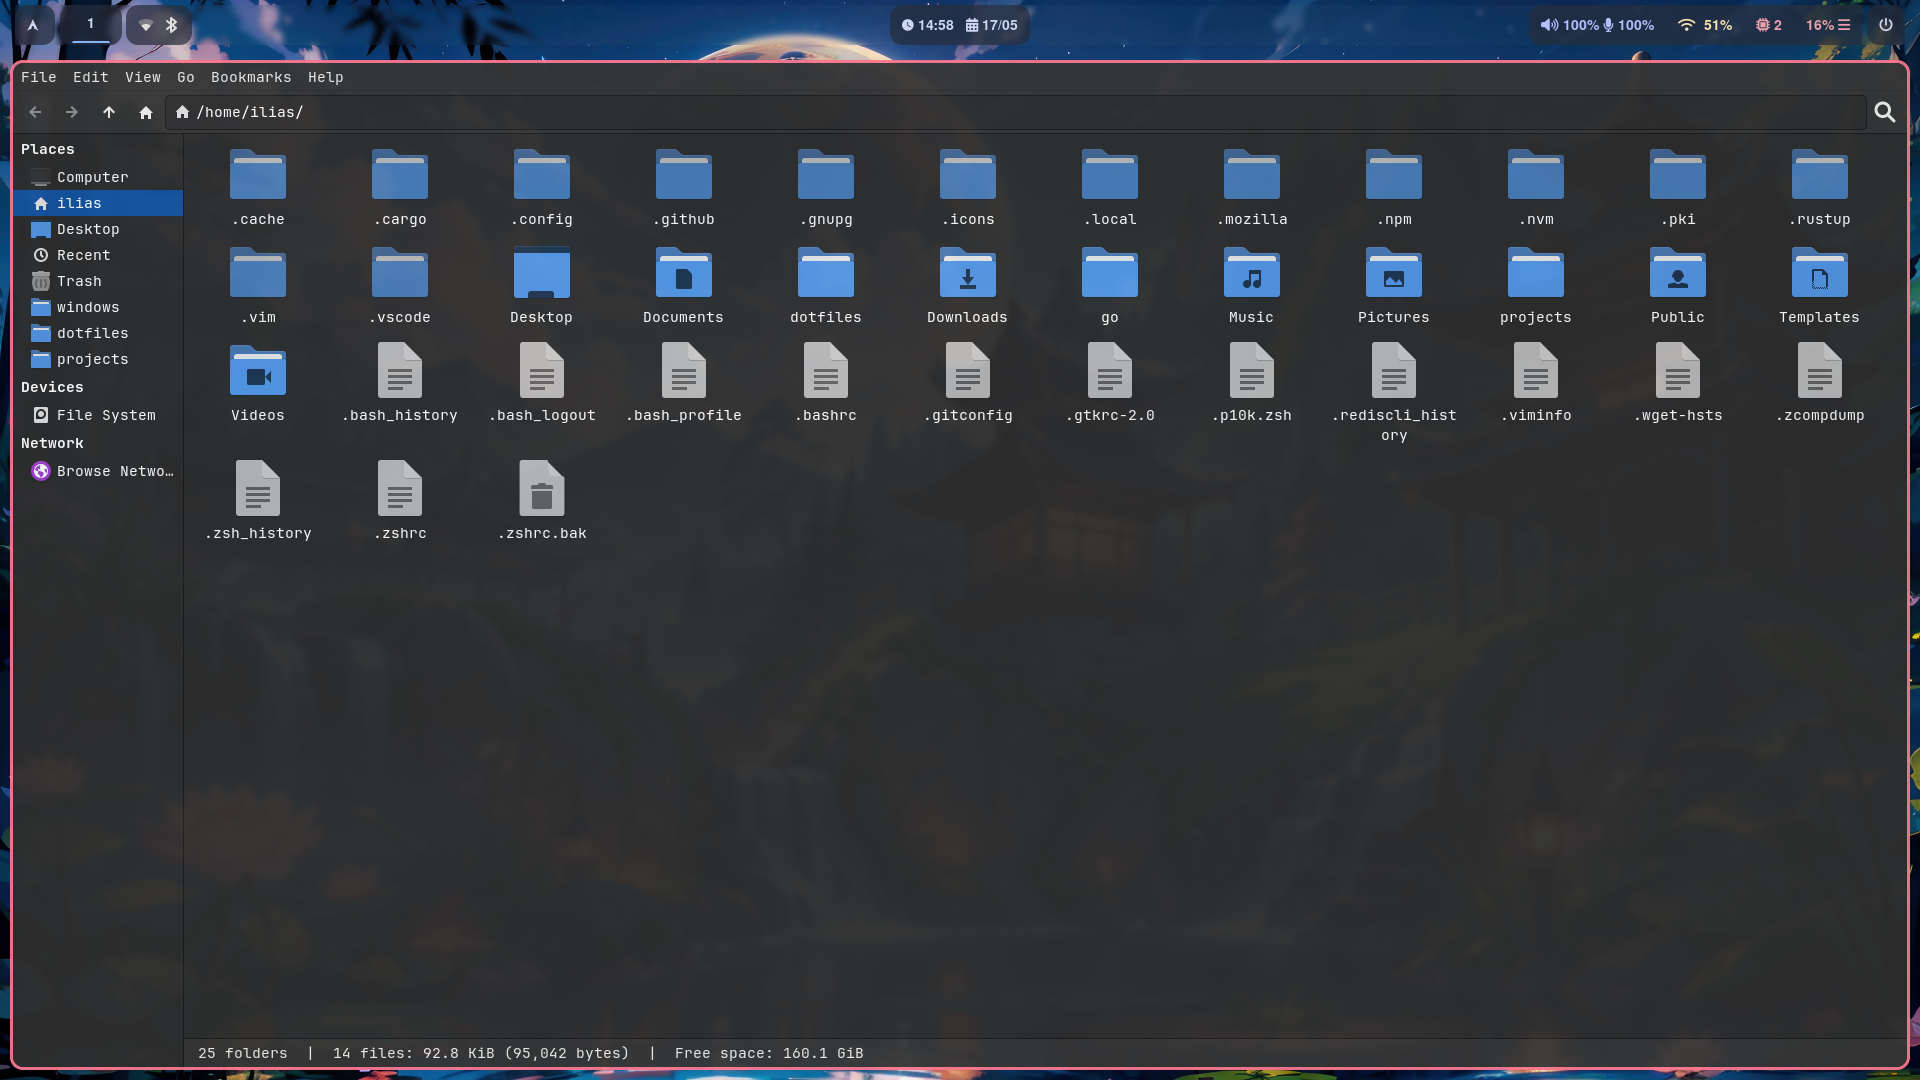 1
14:58 17/05
100% 100% 51% 2 16%
File Edit View Go Bookmarks Help
/home/ilias/
Places
Computer
ilias
Desktop
Recent
Trash
windows
dotfiles
projects
Devices
File System
Network
Browse Netwo…
.cache .cargo .config .github .gnupg .icons .local .mozilla .npm .nvm .pki .rustup
.vim .vscode Desktop Documents dotfiles Downloads go Music Pictures projects Public Templates
Videos .bash_history .bash_logout .bash_profile .bashrc .gitconfig .gtkrc-2.0 .p10k.zsh .rediscli_hist .viminfo .wget-hsts .zcompdump
ory
.zsh_history .zshrc .zshrc.bak
25 folders | 14 files: 92.8 KiB (95,042 bytes) | Free space: 160.1 GiB